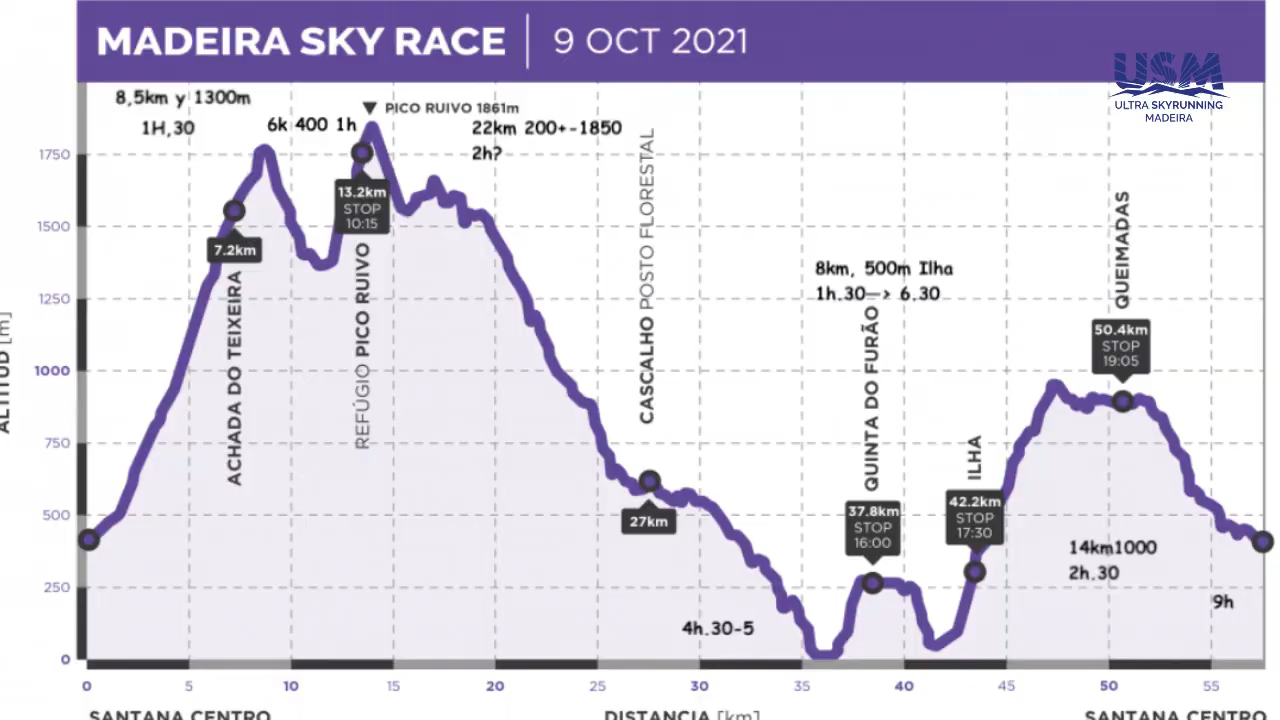 MADEIRA SKY RACE | 9 OCT 2021
USM
ULTRA SKYRUNNING
MADEIRA
8,5km y 1300m
1H,30
6k 400 1h
PICO RUIVO 1861m
22km 200+-1850
2h?
1750
1500
1250
1000
750
500
250
0
ALTITUD [m]
7.2km
ACHADA DO TEIXEIRA
13.2km
STOP
10:15
REFÚGIO PICO RUIVO
CASCALHO POSTO FLORESTAL
27km
8km, 500m Ilha
1h.30—> 6.30
QUINTA DO FURÃO
37.8km
STOP
16:00
ILHA
42.2km
STOP
17:30
QUEIMADAS
50.4km
STOP
19:05
14km1000
2h.30
9h
4h.30-5
0 5 10 15 20 25 30 35 40 45 50 55
SANTANA CENTRO
DISTANCIA [km]
SANTANA CENTRO